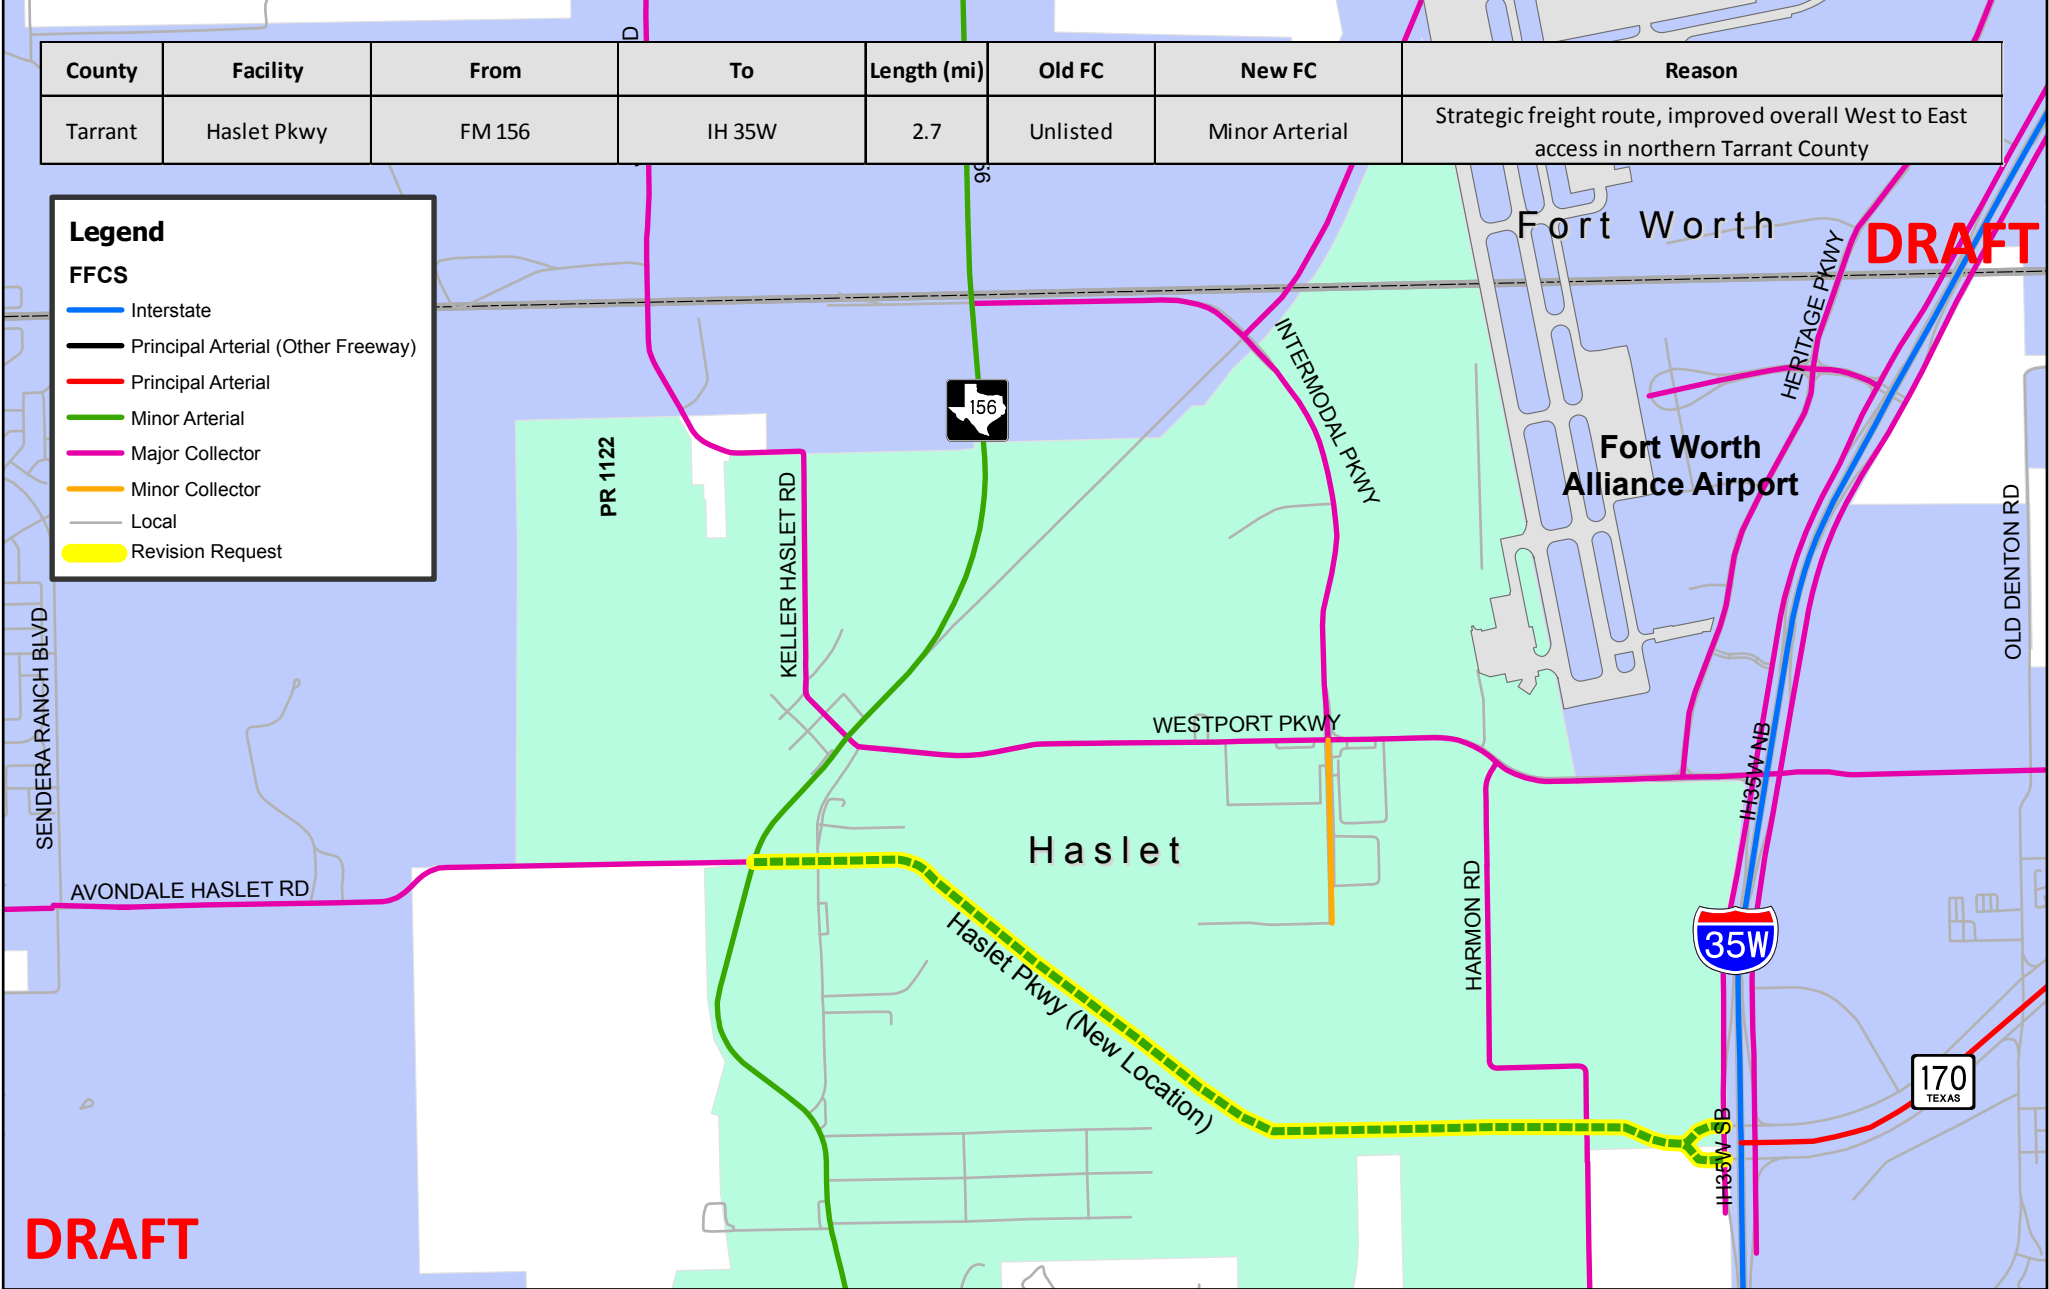 County Facility From To Length (mi) Old FC New FC Reason
Tarrant Haslet Pkwy FM 156 IH 35W 2.7 Unlisted Minor Arterial Strategic freight route, improved overall West to East
access in northern Tarrant County
Legend
FFCS
Interstate
Principal Arterial (Other Freeway)
Principal Arterial
Minor Arterial
Major Collector
Minor Collector
Local
Revision Request
Fort Worth
DRAFT
HERITAGE PKWY
INTERMODAL PKWY
156
PR 1122
Fort Worth
Alliance Airport
KELLER HASLET RD
OLD DENTON RD
SENDERA RANCH BLVD
WESTPORT PKWY
IH35W NB
Haslet
AVONDALE HASLET RD
HARMON RD
35W
Haslet Pkwy (New Location)
170
TEXAS
IH35W SB
DRAFT